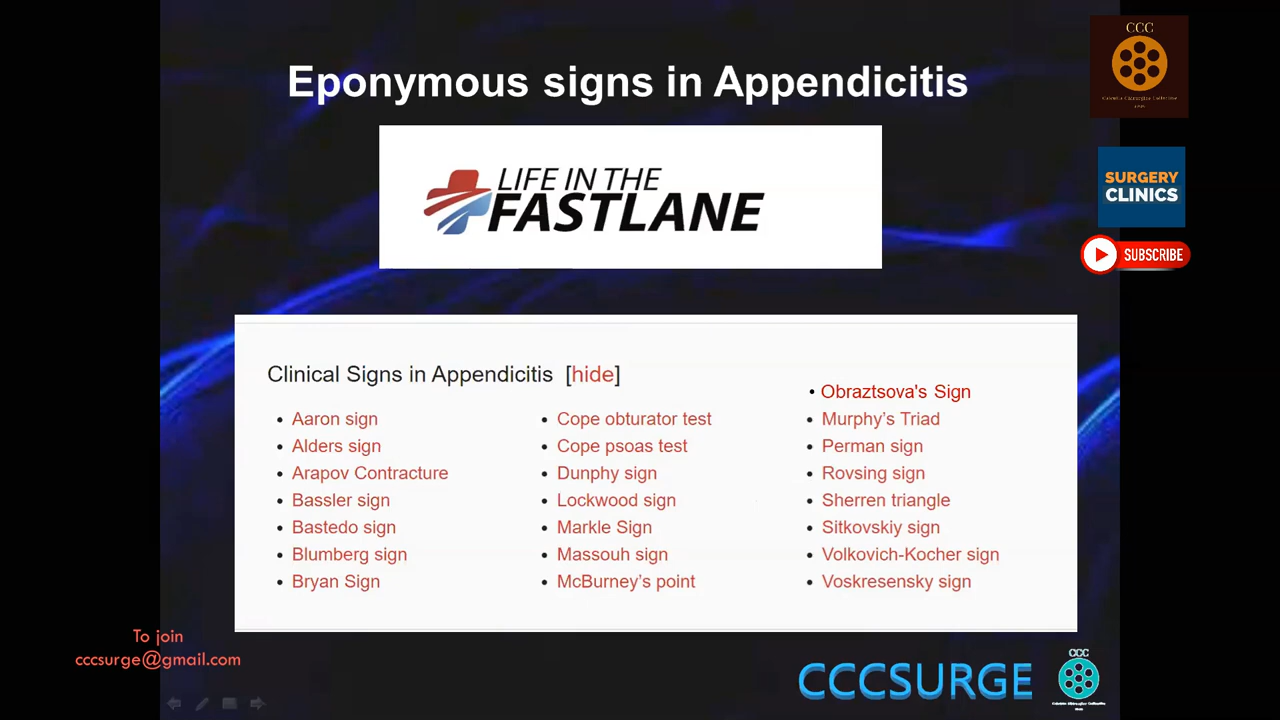 Eponymous signs in Appendicitis
LIFE IN THE
FASTLANE
CCC
SURGERY
CLINICS
SUBSCRIBE
Clinical Signs in Appendicitis [hide]
• Aaron sign
• Alders sign
• Arapov Contracture
• Bassler sign
• Bastedo sign
• Blumberg sign
• Bryan Sign
• Cope obturator test
• Cope psoas test
• Dunphy sign
• Lockwood sign
• Markle Sign
• Massouh sign
• McBurney's point
• Obraztsova's Sign
• Murphy's Triad
• Perman sign
• Rovsing sign
• Sherren triangle
• Sitkovskiy sign
• Volkovich-Kocher sign
• Voskresensky sign
To join
cccsurge@gmail.com
CCCSURGE
CCC